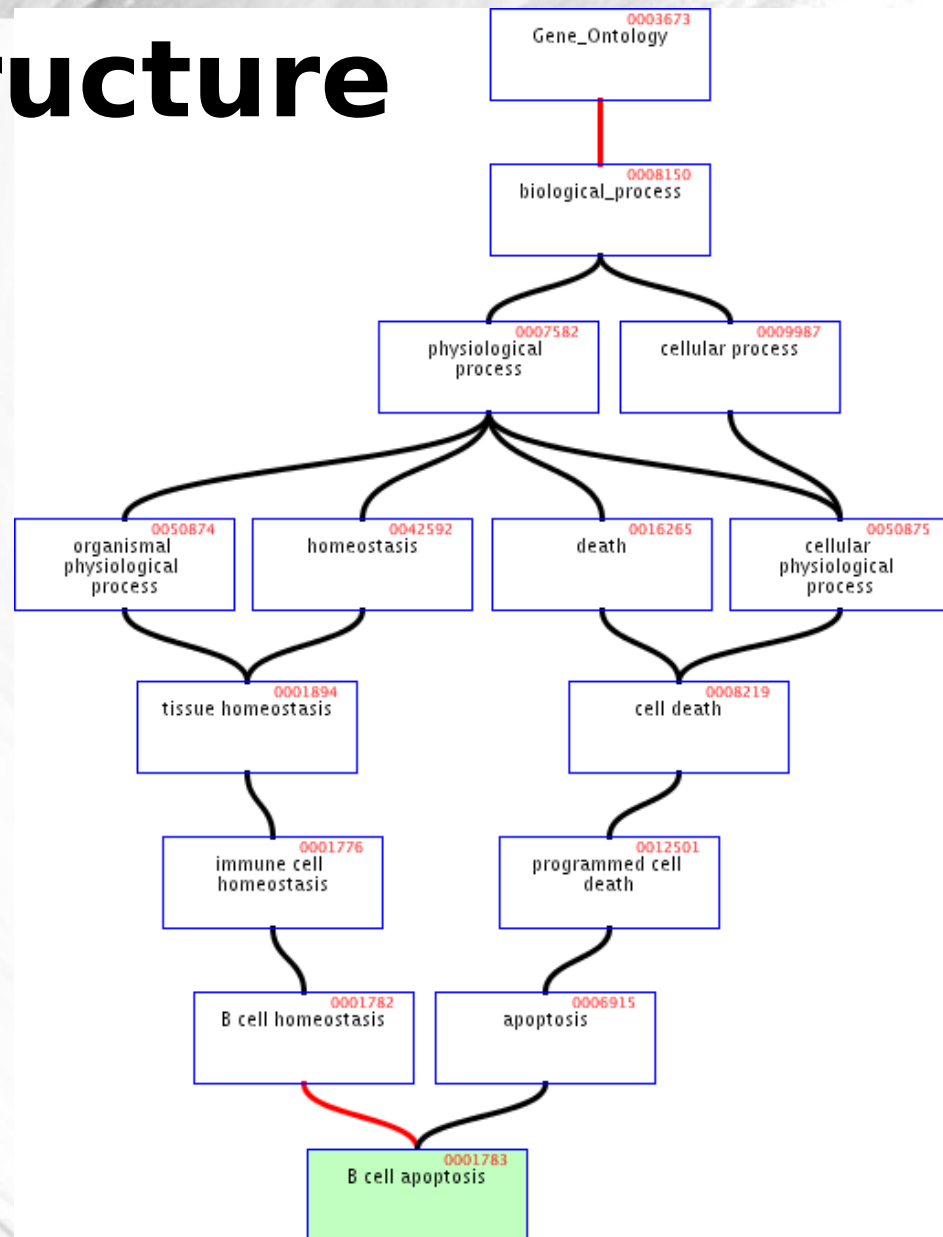 ucture
0003673
Gene_Ontology
0008150
biological_process
0007582
physiological
process
0009987
cellular process
0050874
organismal
physiological
process
0042592
homeostasis
0016265
death
0050875
cellular
physiological
process
0001894
tissue homeostasis
0008219
cell death
0001776
immune cell
homeostasis
0012501
programmed cell
death
0001782
B cell homeostasis
0006915
apoptosis
0001783
B cell apoptosis